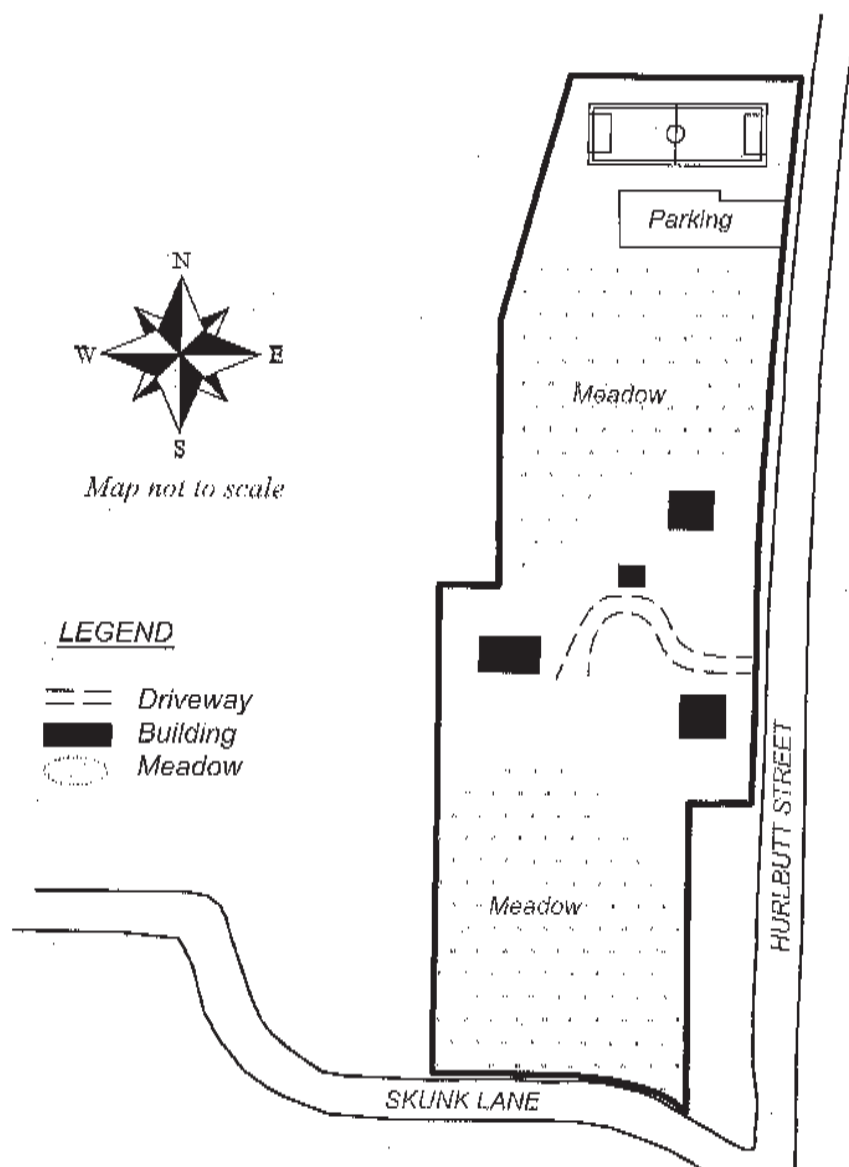 Parking
N
W E
S
Meadow
Map not to scale
LEGEND
Driveway
Building
Meadow
HURLBUTT STREET
Meadow
SKUNK LANE